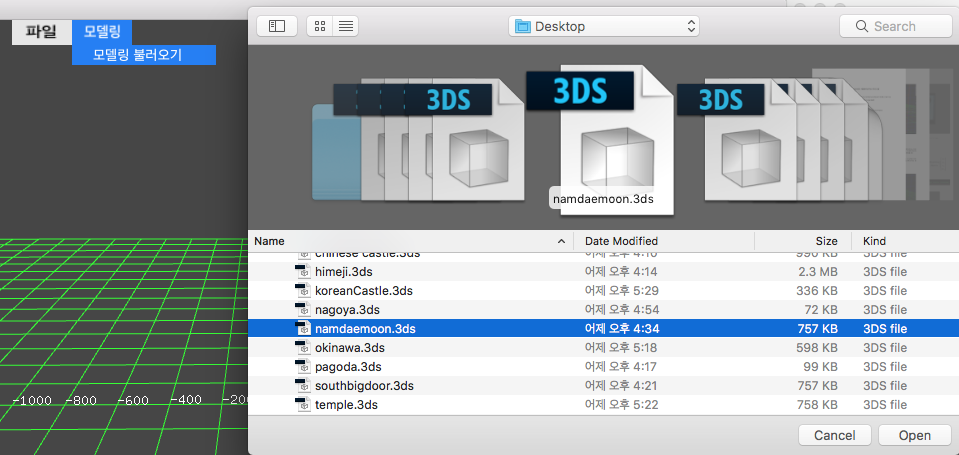 파일 모델링
모델링 불러오기
Desktop
Search
3DS 3DS 3DS
namdaemoon.3ds
Name Date Modified Size Kind
chinese castle.3ds 어제 오후 4:10 990 KB 3DS file
himeji.3ds 어제 오후 4:14 2.3 MB 3DS file
koreanCastle.3ds 어제 오후 5:29 336 KB 3DS file
nagoya.3ds 어제 오후 4:54 72 KB 3DS file
namdaemoon.3ds 어제 오후 4:34 757 KB 3DS file
okinawa.3ds 어제 오후 5:18 598 KB 3DS file
pagoda.3ds 어제 오후 4:17 99 KB 3DS file
southbigdoor.3ds 어제 오후 4:21 757 KB 3DS file
temple.3ds 어제 오후 5:22 758 KB 3DS file
-1000 -800 -600 -400 -200
Cancel Open